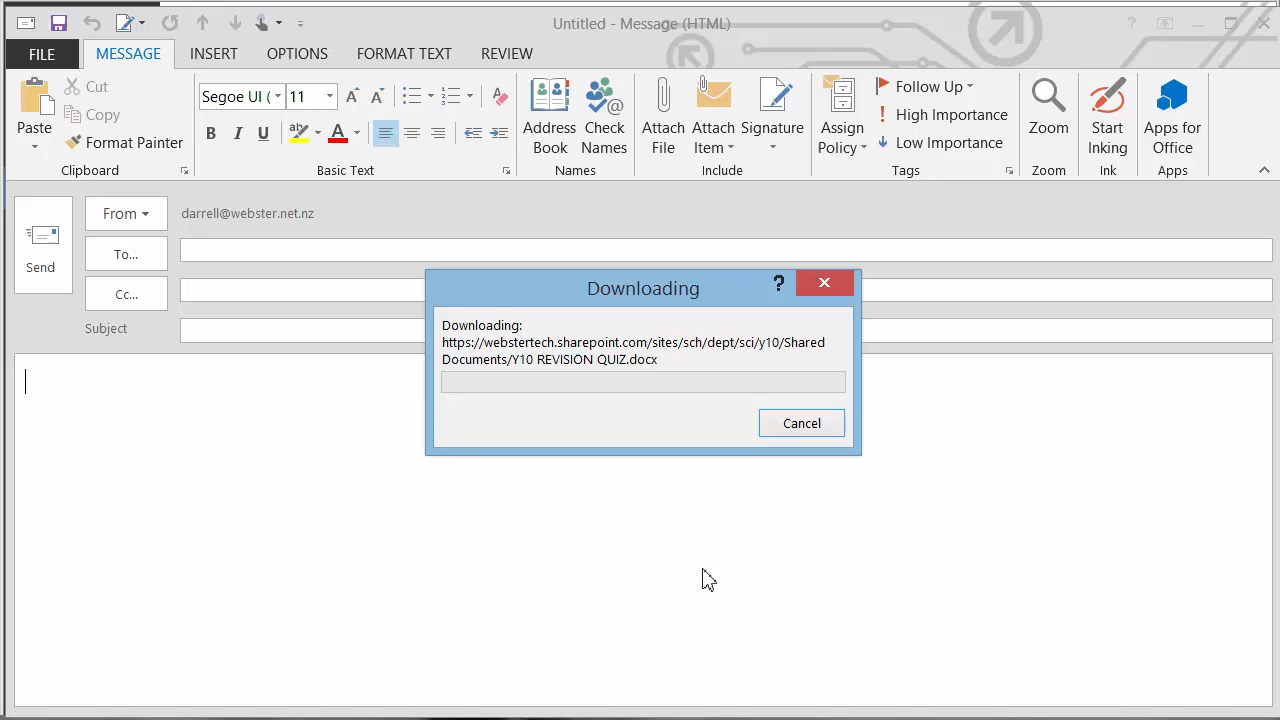 Untitled - Message (HTML)
?
FILE MESSAGE INSERT OPTIONS FORMAT TEXT REVIEW
Paste
Cut
Copy
Format Painter
Clipboard
Segoe UI ( 11
A A
B I U A
Basic Text
Address Book
Check Names
Names
Attach File
Attach Item
Signature
Include
Assign Policy
Follow Up
High Importance
Low Importance
Tags
Zoom
Zoom
Start Inking
Ink
Apps for Office
Apps
Send
From
darrell@webster.net.nz
To...
Cc...
Subject
Downloading
?
Downloading:
https://webstertech.sharepoint.com/sites/sch/dept/sci/y10/Shared
Documents/Y10 REVISION QUIZ.docx
Cancel